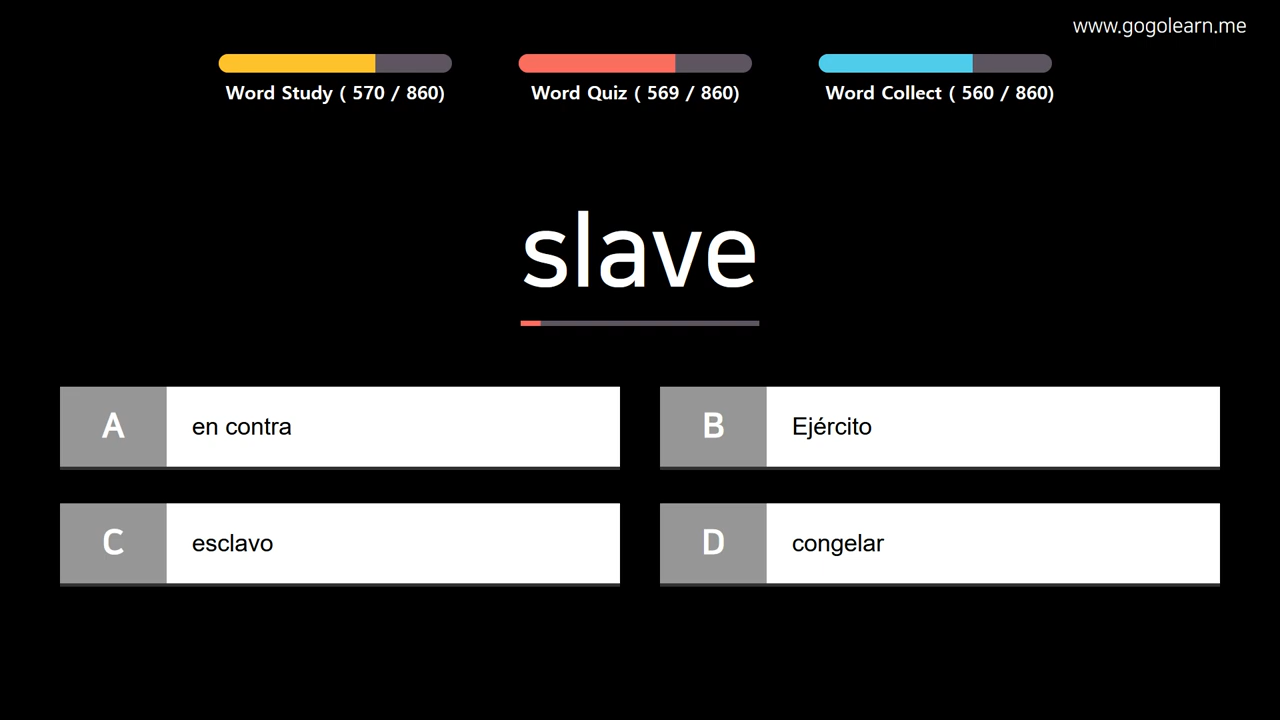 www.gogolearn.me
Word Study ( 570 / 860)
Word Quiz ( 569 / 860)
Word Collect ( 560 / 860)
slave
A
en contra
B
Ejército
C
esclavo
D
congelar